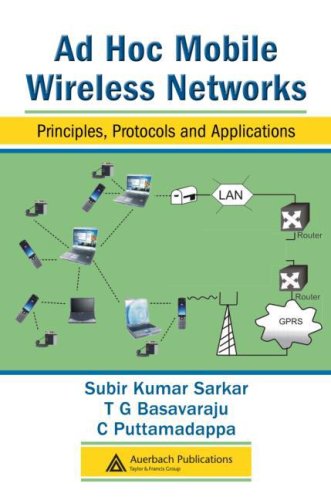 Ad Hoc Mobile
Wireless Networks
Principles, Protocols and Applications
LAN
Router
Router
GPRS
Subir Kumar Sarkar
T G Basavaraju
C Puttamadappa
Auerbach Publications
Taylor & Francis Group